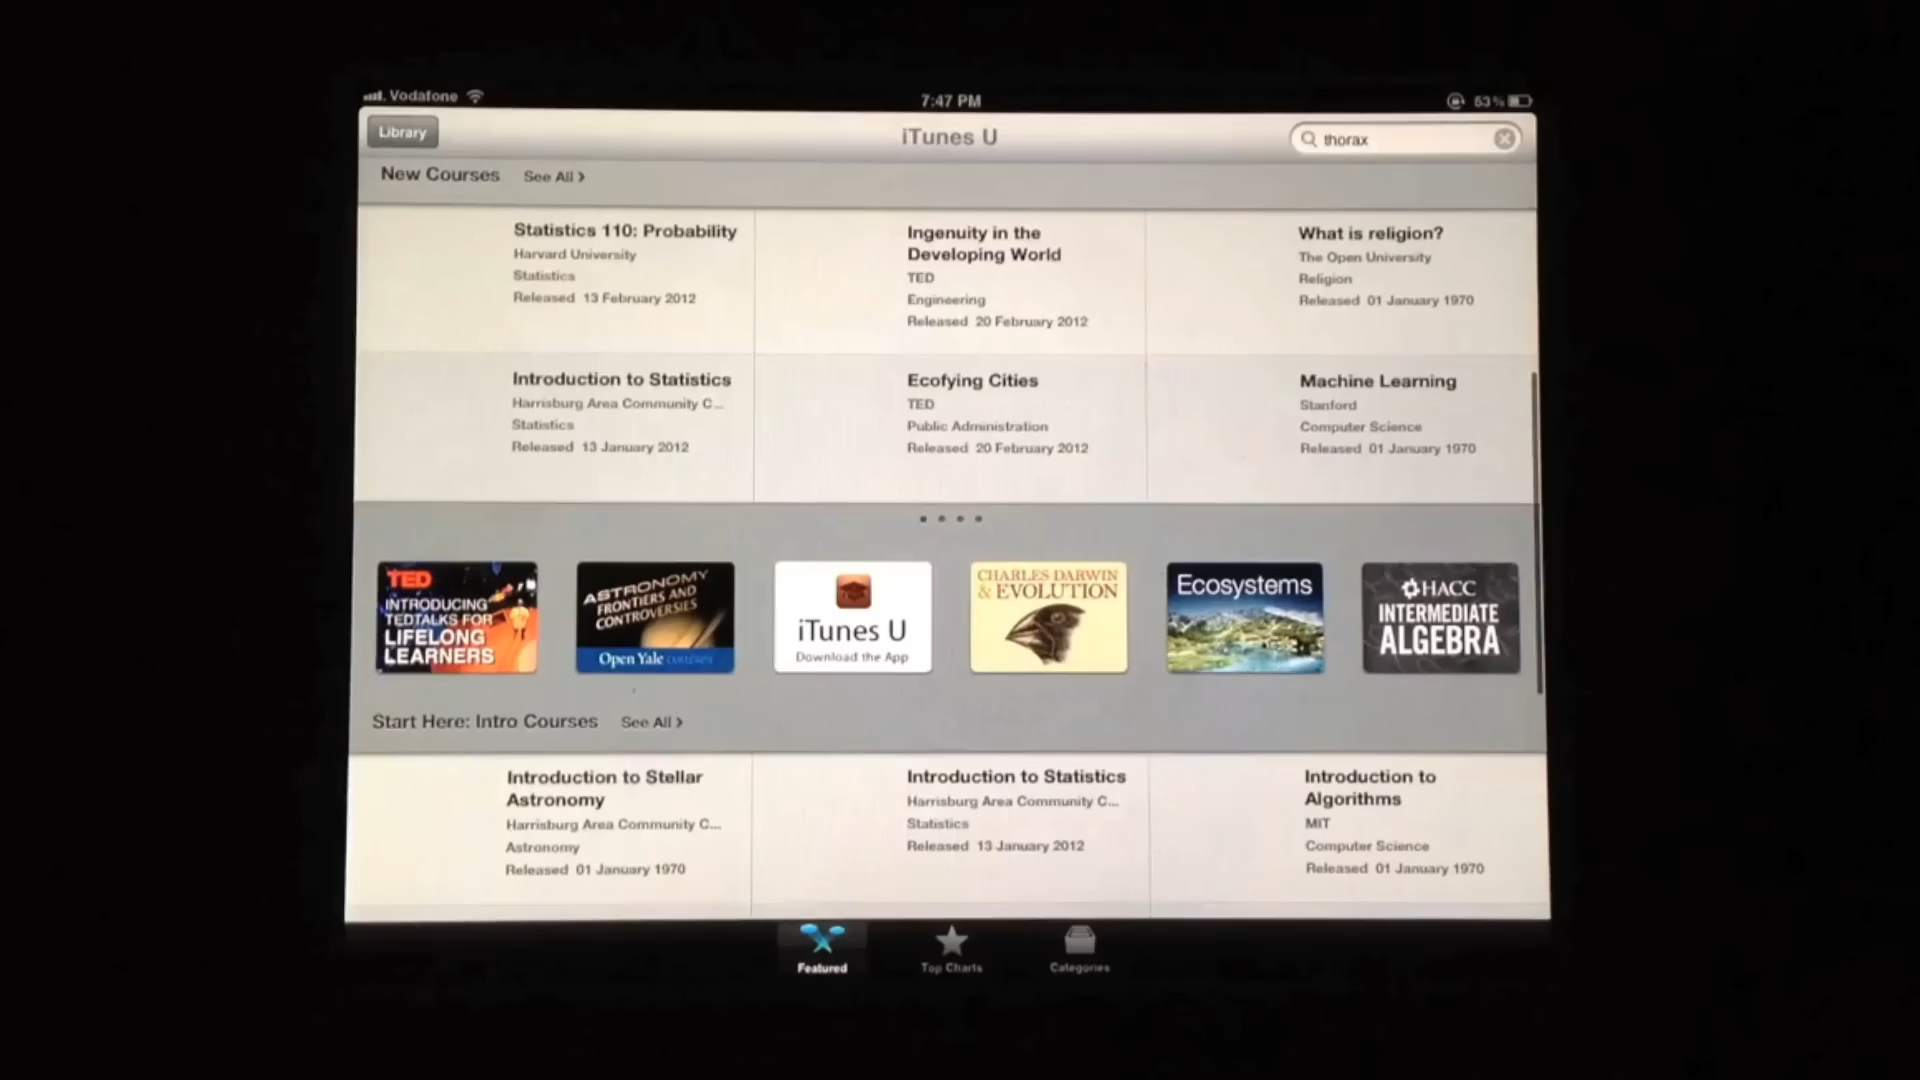 Vodafone
7:47 PM
53%
Library
iTunes U
thorax
New Courses See All
Statistics 110: Probability
Harvard University
Statistics
Released 13 February 2012
Ingenuity in the
Developing World
TED
Engineering
Released 20 February 2012
What is religion?
The Open University
Religion
Released 01 January 1970
Introduction to Statistics
Harrisburg Area Community C...
Statistics
Released 13 January 2012
Ecofying Cities
TED
Public Administration
Released 20 February 2012
Machine Learning
Stanford
Computer Science
Released 01 January 1970
TED
INTRODUCING
TEDTALKS FOR
LIFELONG
LEARNERS
ASTRONOMY
FRONTIERS AND
CONTROVERSIES
Open Yale courses
iTunes U
Download the App
CHARLES DARWIN
& EVOLUTION
Ecosystems
HACC
INTERMEDIATE
ALGEBRA
Start Here: Intro Courses See All
Introduction to Stellar
Astronomy
Harrisburg Area Community C...
Astronomy
Released 01 January 1970
Introduction to Statistics
Harrisburg Area Community C...
Statistics
Released 13 January 2012
Introduction to
Algorithms
MIT
Computer Science
Released 01 January 1970
Featured
Top Charts
Categories